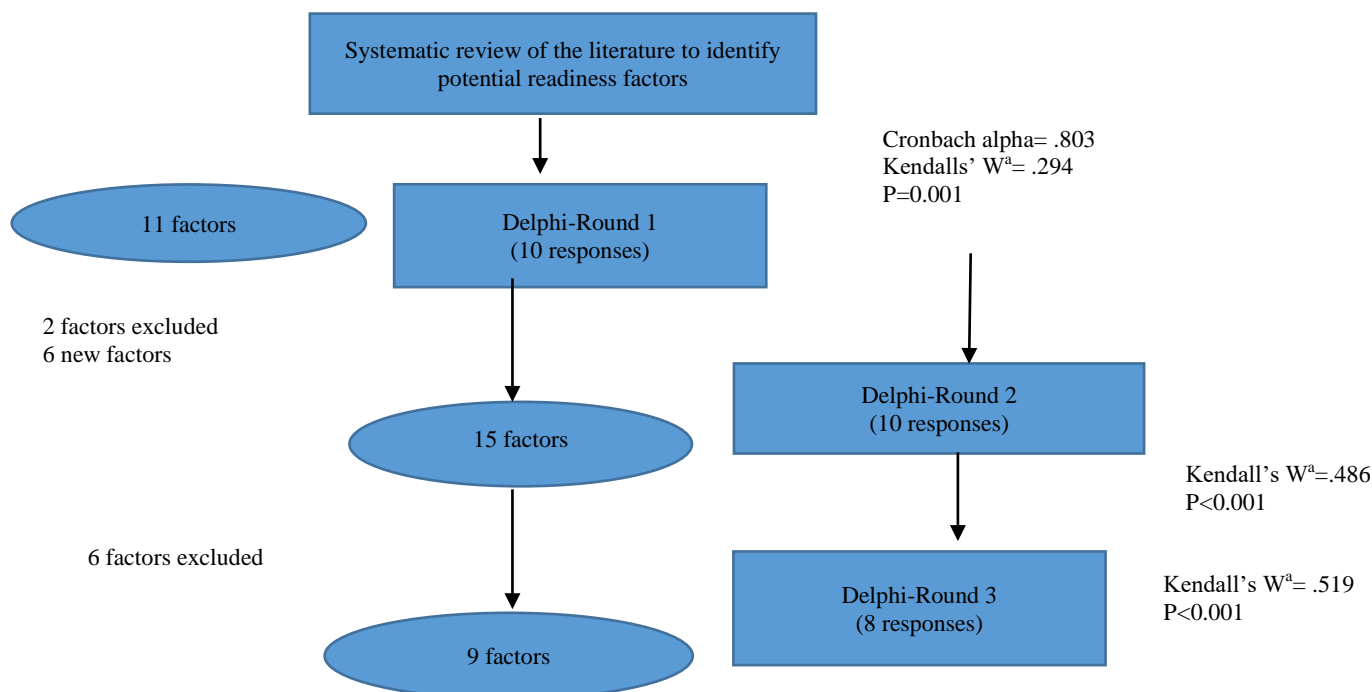 Systematic review of the literature to identify
potential readiness factors
Cronbach alpha= .803
Kendalls’ Wᵃ= .294
P=0.001
11 factors
Delphi-Round 1
(10 responses)
2 factors excluded
6 new factors
Delphi-Round 2
(10 responses)
15 factors
Kendall’s Wᵃ=.486
P<0.001
6 factors excluded
Delphi-Round 3
(8 responses)
Kendall’s Wᵃ= .519
P<0.001
9 factors